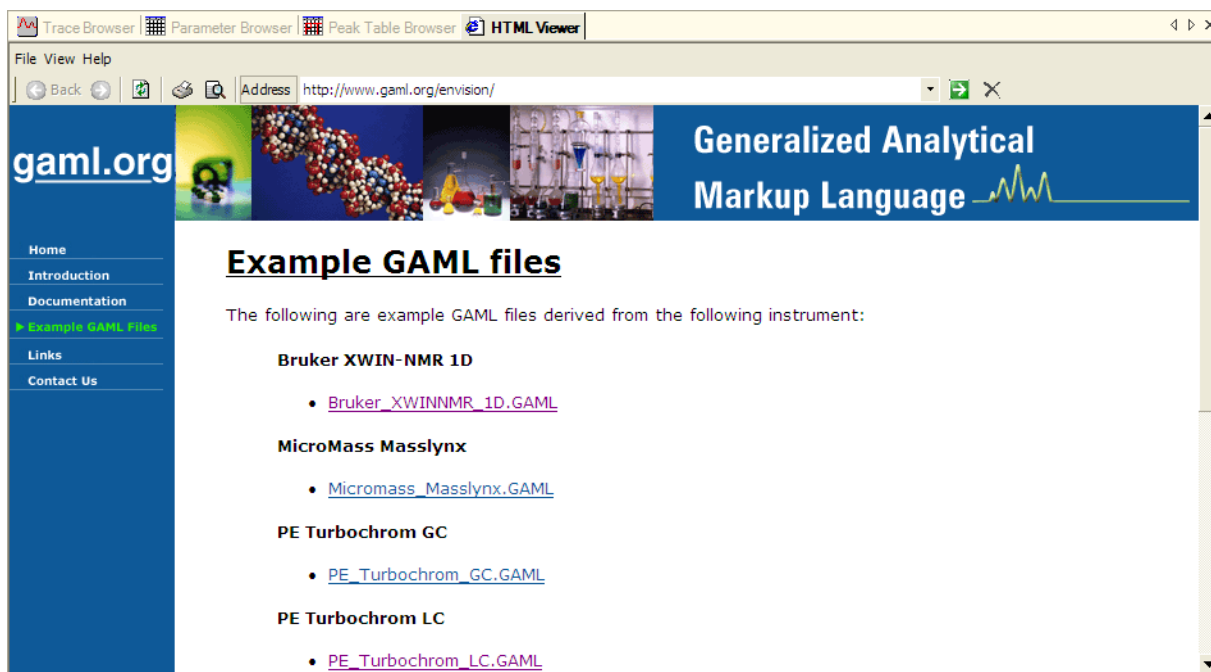 Trace Browser Parameter Browser Peak Table Browser HTML Viewer
File View Help
Back Address http://www.gaml.org/envision/
gaml.org
Generalized Analytical
Markup Language
Home
Introduction
Documentation
Example GAML Files
Links
Contact Us
Example GAML files
The following are example GAML files derived from the following instrument:
Bruker XWIN-NMR 1D
• Bruker_XWINNMR_1D.GAML
MicroMass Masslynx
• Micromass_Masslynx.GAML
PE Turbochrom GC
• PE_Turbochrom_GC.GAML
PE Turbochrom LC
• PE_Turbochrom_LC.GAML